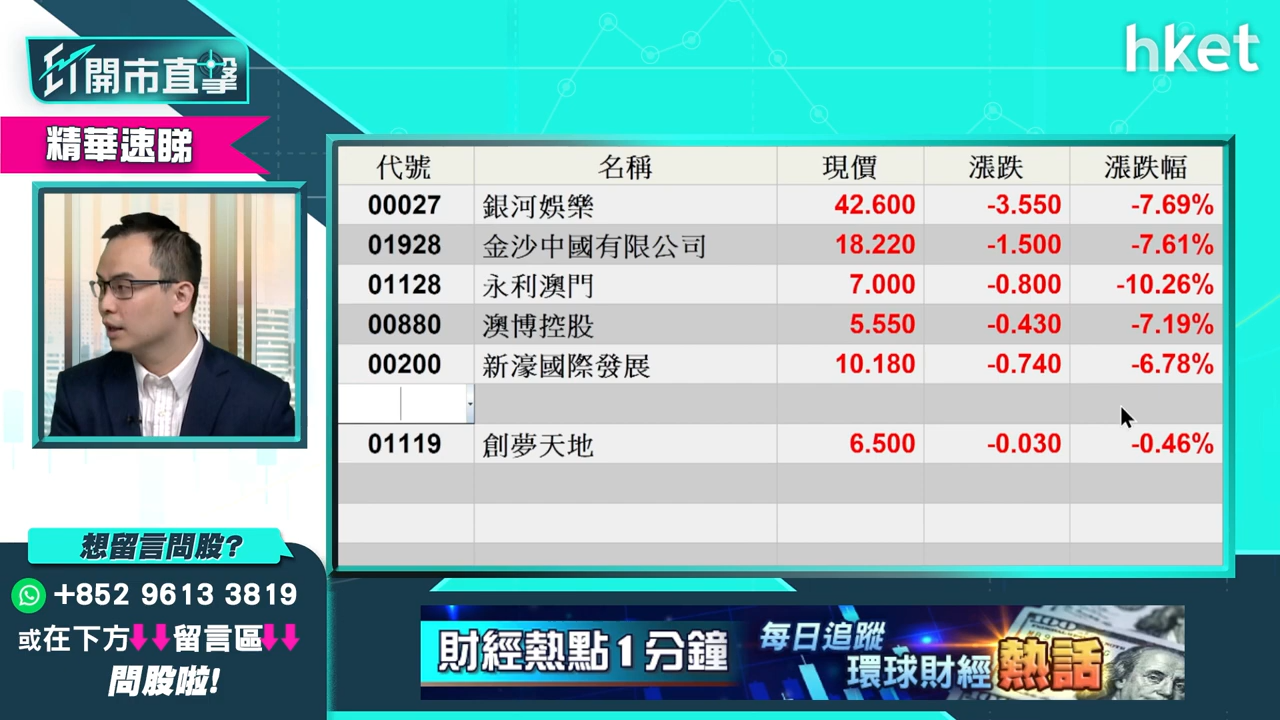 ET開市直擊
hket
精華速睇
代號 名稱 現價 漲跌 漲跌幅
00027 銀河娛樂 42.600 -3.550 -7.69%
01928 金沙中國有限公司 18.220 -1.500 -7.61%
01128 永利澳門 7.000 -0.800 -10.26%
00880 澳博控股 5.550 -0.430 -7.19%
00200 新濠國際發展 10.180 -0.740 -6.78%
01119 創夢天地 6.500 -0.030 -0.46%
想留言問股?
+852 9613 3819
或在下方↓↓留言區↓↓
問股啦!
財經熱點1分鐘
每日追蹤
環球財經熱話